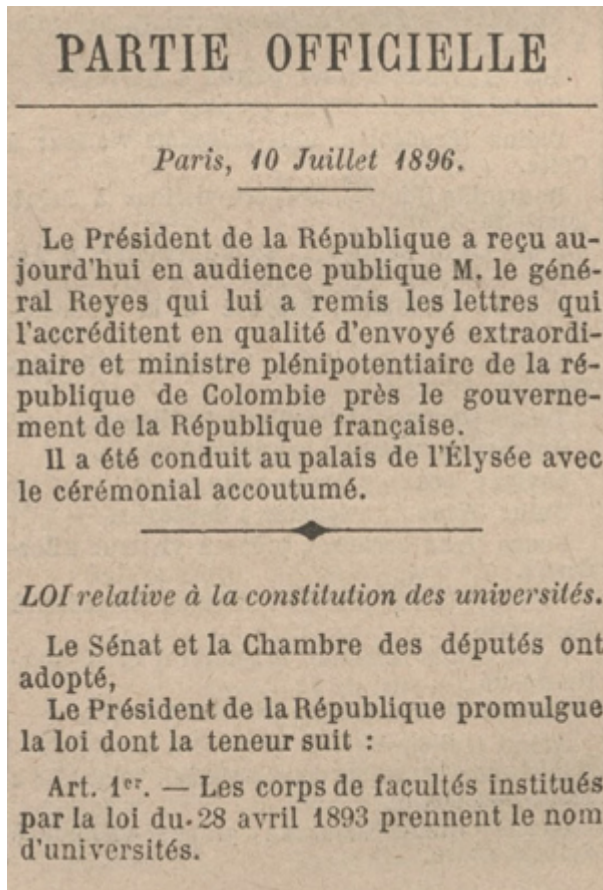 PARTIE OFFICIELLE
Paris, 10 Juillet 1896.
Le Président de la République a reçu au-
jourd'hui en audience publique M. le géné-
ral Reyes qui lui a remis les lettres qui
l'accréditent en qualité d'envoyé extraordi-
naire et ministre plénipotentiaire de la ré-
publique de Colombie près le gouverne-
ment de la République française.
Il a été conduit au palais de l'Élysée avec
le cérémonial accoutumé.
LOI relative à la constitution des universités.
Le Sénat et la Chambre des députés ont
adopté,
Le Président de la République promulgue
la loi dont la teneur suit :
Art. 1er. — Les corps de facultés institués
par la loi du 28 avril 1893 prennent le nom
d'universités.